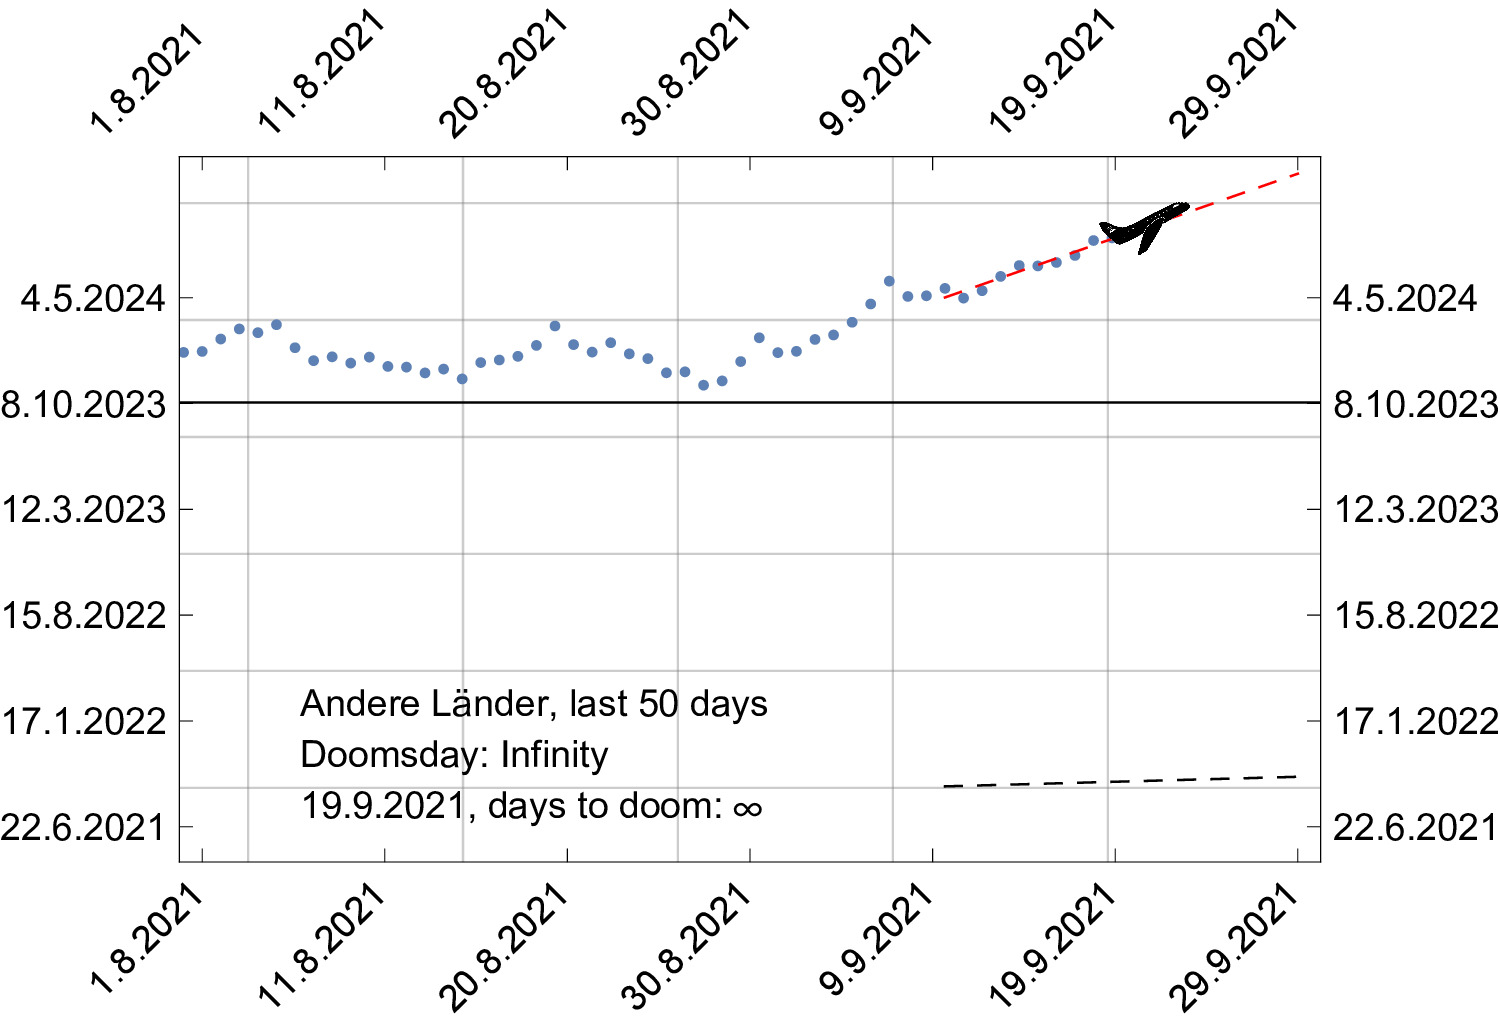 1.8.2021 11.8.2021 20.8.2021 30.8.2021 9.9.2021 19.9.2021 29.9.2021
4.5.2024 4.5.2024
8.10.2023 8.10.2023
12.3.2023 12.3.2023
15.8.2022 15.8.2022
Andere Länder, last 50 days
17.1.2022 17.1.2022
Doomsday: Infinity
19.9.2021, days to doom: ∞
22.6.2021 22.6.2021
1.8.2021 11.8.2021 20.8.2021 30.8.2021 9.9.2021 19.9.2021 29.9.2021